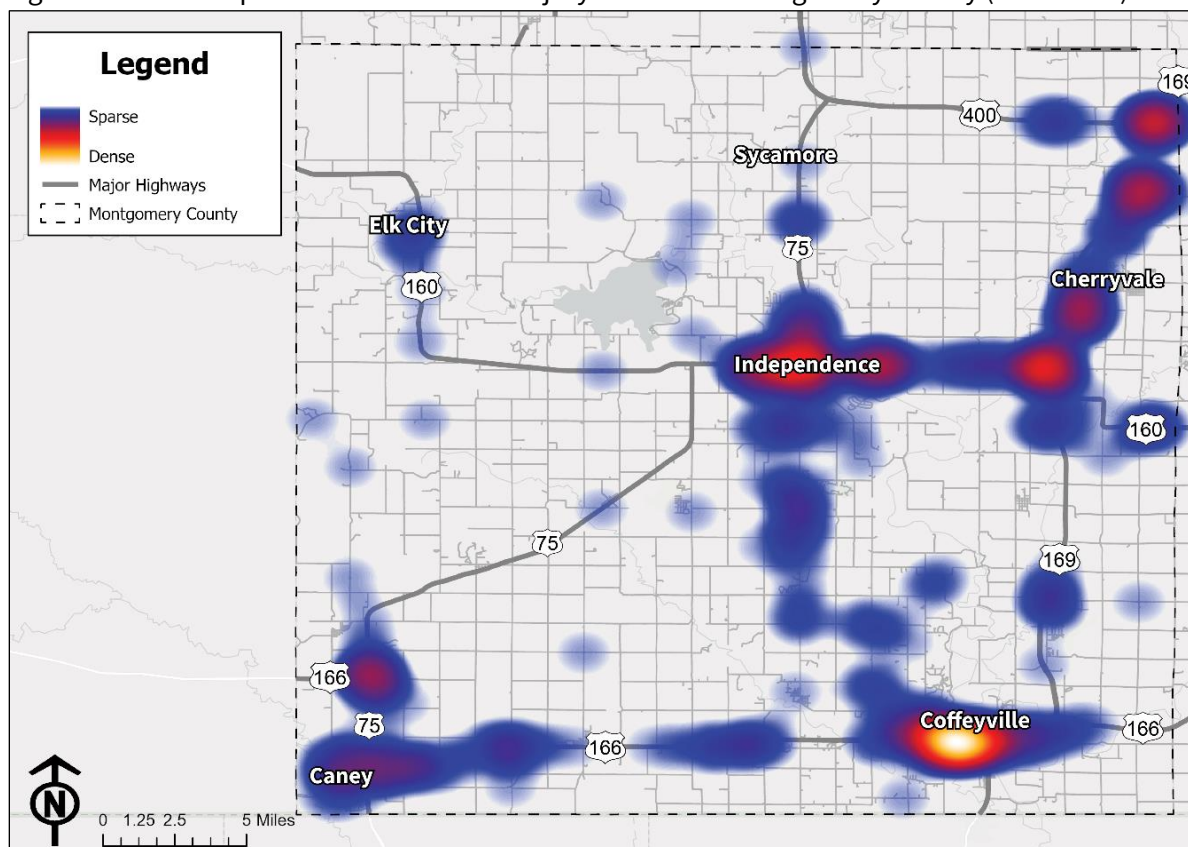 Legend
Sparse
Dense
Major Highways
Montgomery County
169
400
Sycamore
Elk City
75
160
Cherryvale
Independence
160
75
169
166
75
Coffeyville
166
166
Caney
N
0 1.25 2.5 5 Miles